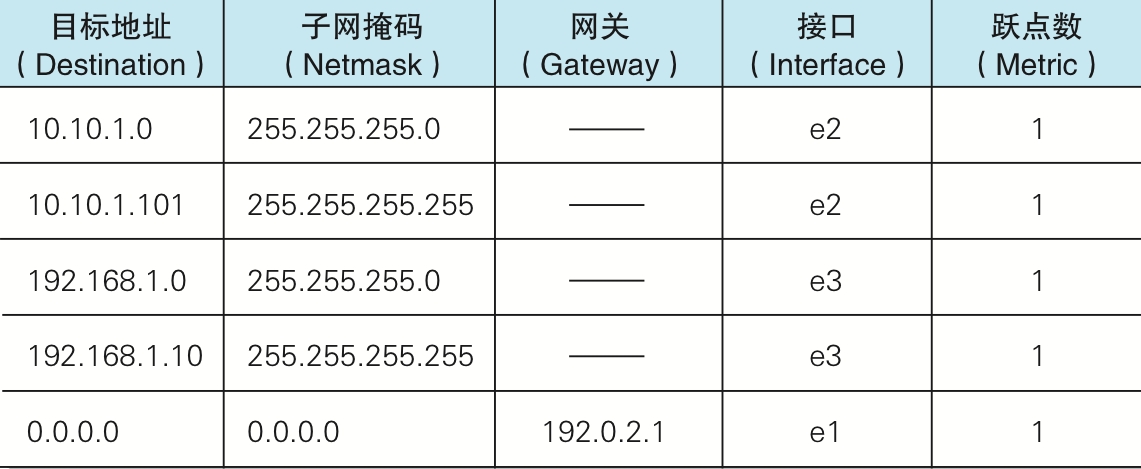 目标地址 子网掩码 网关 接口 跃点数
（Destination） （Netmask） （Gateway） （Interface） （Metric）
10.10.1.0 255.255.255.0 —— e2 1
10.10.1.101 255.255.255.255 —— e2 1
192.168.1.0 255.255.255.0 —— e3 1
192.168.1.10 255.255.255.255 —— e3 1
0.0.0.0 0.0.0.0 192.0.2.1 e1 1